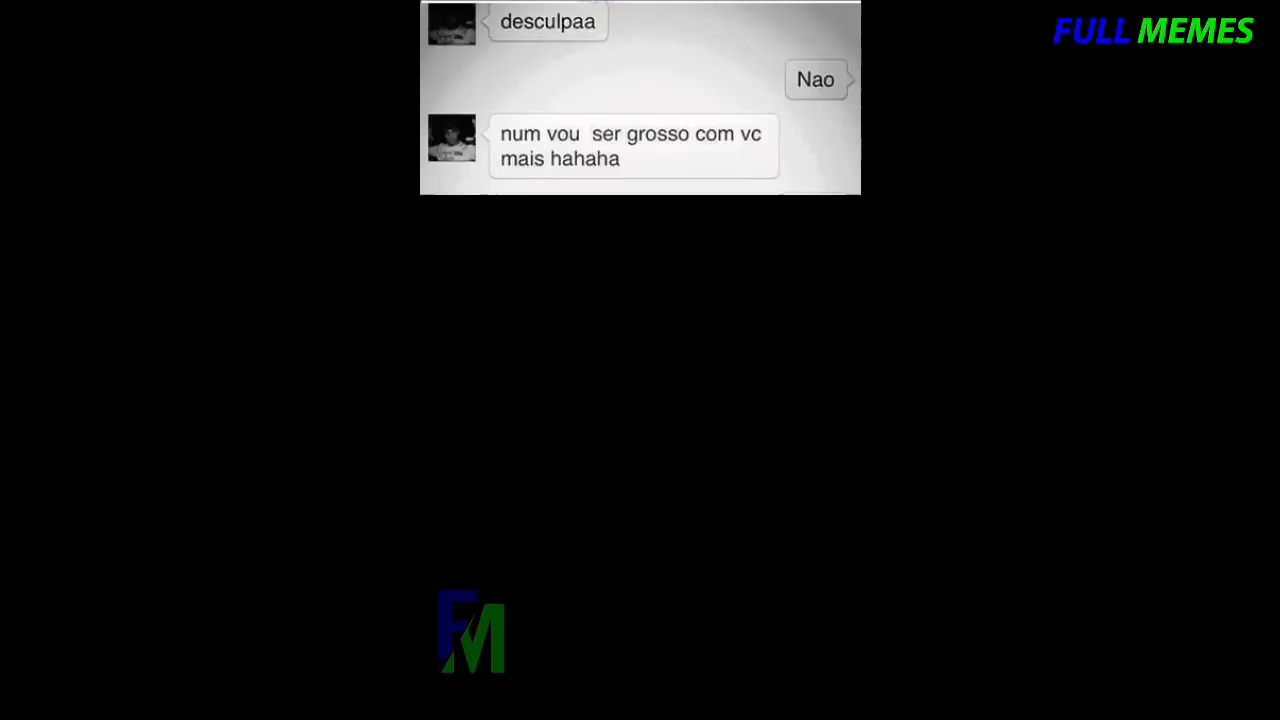 desculpaa
FULL MEMES
Nao
num vou  ser grosso com vc
mais hahaha
FM